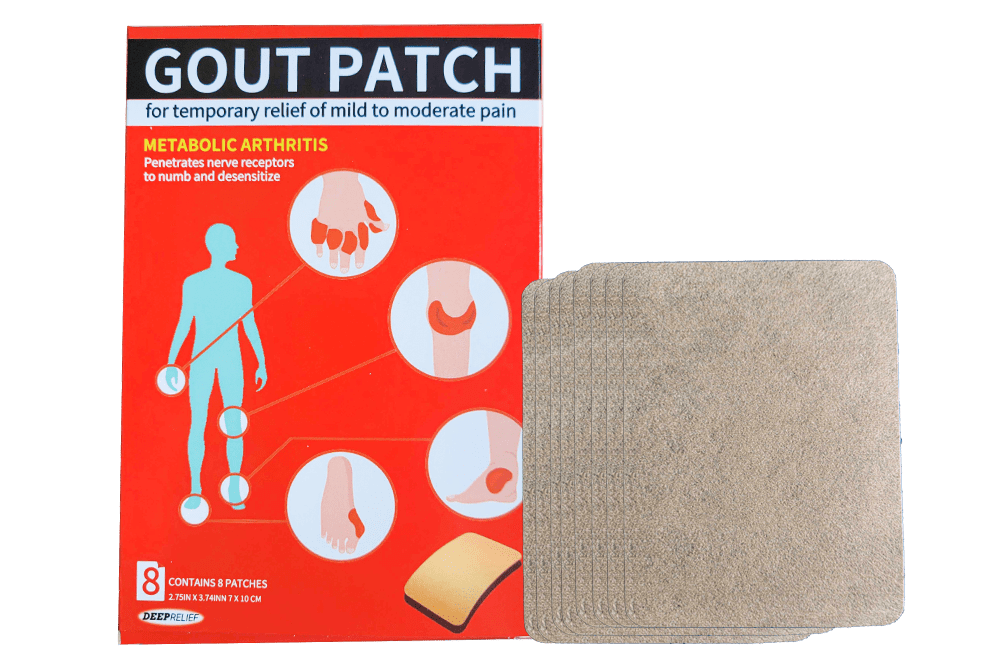 GOUT PATCH
for temporary relief of mild to moderate pain
METABOLIC ARTHRITIS
Penetrates nerve receptors
to numb and desensitize
8
CONTAINS 8 PATCHES
2.75IN X 3.74INN 7 X 10 CM
DEEPRELIEF